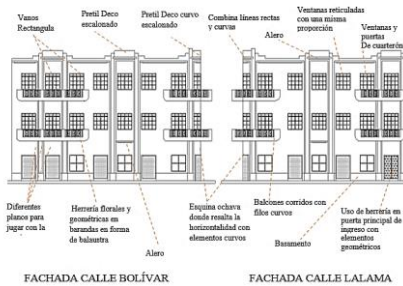 Vanos
Rectangula
Pretil Deco
escalonado
Pretil Deco curvo
escalonado
Combina líneas rectas
y curvas
Alero
Ventanas reticuladas
con una misma
proporción
Ventanas y
puertas
De cuarterón
Diferentes
planos para
jugar con la
Herrería florales y
geométricas en
barandas en forma
de balaustra
Alero
Esquina ochava
donde resalta la
horizontalidad con
elementos curvos
Balcones corridos con
filos curvos
Basamento
Uso de herrería en
puerta principal de
ingreso con
elementos
geométricos
FACHADA CALLE BOLÍVAR
FACHADA CALLE LALAMA